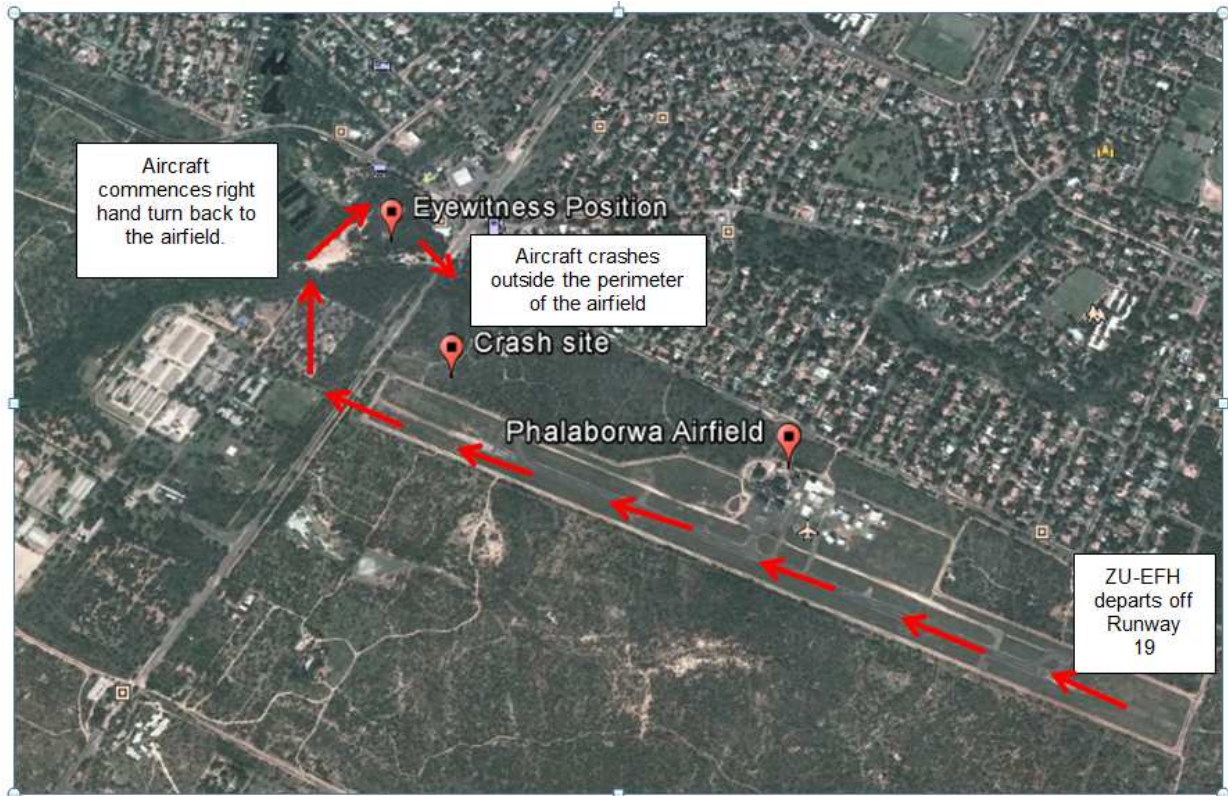 Aircraft
commences right
hand turn back to
the airfield.
Eyewitness Position
Aircraft crashes
outside the perimeter
of the airfield
Crash site
Phalaborwa Airfield
ZU-EFH
departs off
Runway
19